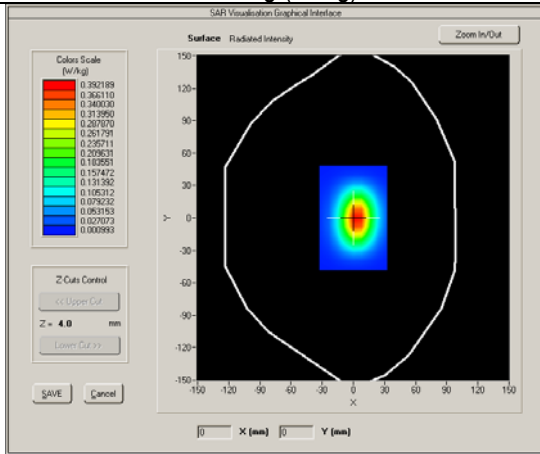 SAR Visualisation Graphical Interface
Surface Radiated Intensity
Zoom In/Out
Colors Scale
(W/kg)
0.392189
0.366110
0.340030
0.313950
0.287870
0.261791
0.235711
0.209631
0.183551
0.157472
0.131392
0.105312
0.079232
0.053153
0.027073
0.000993
150
120
90
60
30
0
-30
-60
-90
-120
-150
Y
-150 -120 -90 -60 -30 0 30 60 90 120 150
X
Z Cuts Control
<< Upper Cut
Z = 4.0 mm
Lower Cut >>
SAVE Cancel
0 X (mm) 0 Y (mm)